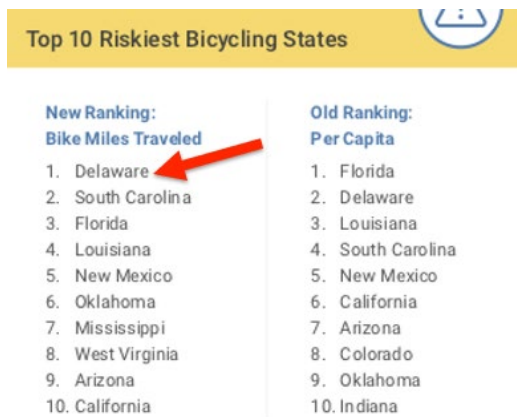 Top 10 Riskiest Bicycling States
New Ranking:
Bike Miles Traveled
1. Delaware
2. South Carolina
3. Florida
4. Louisiana
5. New Mexico
6. Oklahoma
7. Mississippi
8. West Virginia
9. Arizona
10. California
Old Ranking:
Per Capita
1. Florida
2. Delaware
3. Louisiana
4. South Carolina
5. New Mexico
6. California
7. Arizona
8. Colorado
9. Oklahoma
10. Indiana